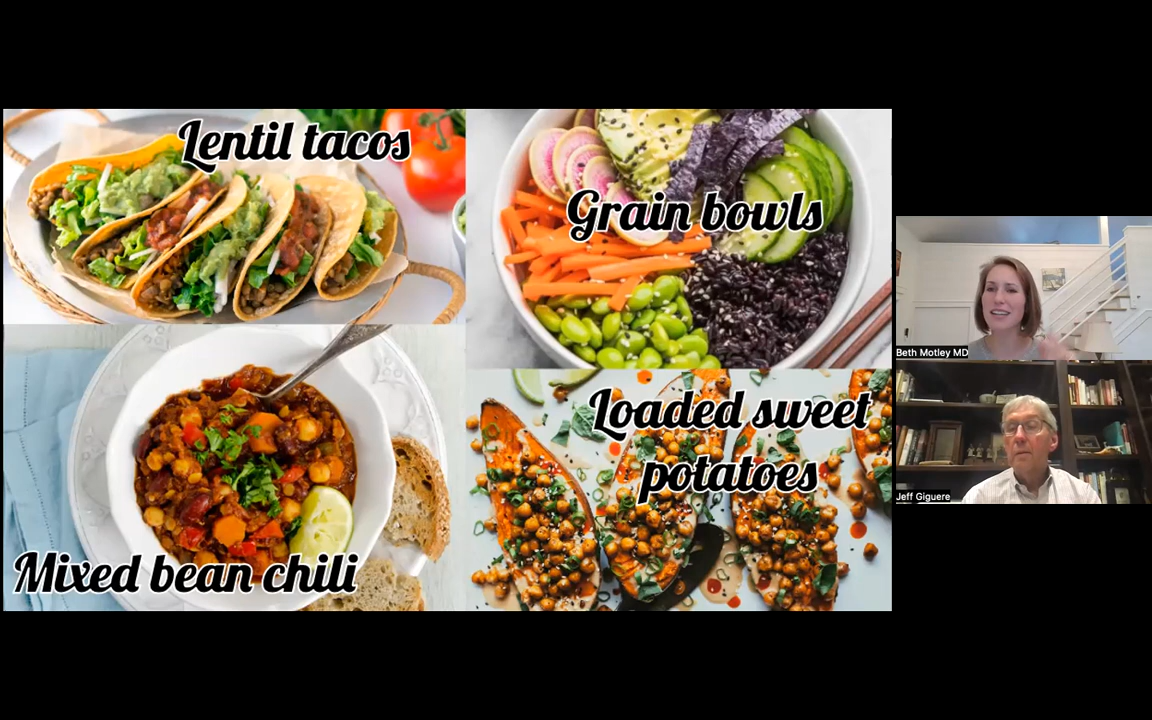 Lentil tacos
Grain bowls
Mixed bean chili
Loaded sweet
potatoes
Beth Motley MD
Jeff Giguere